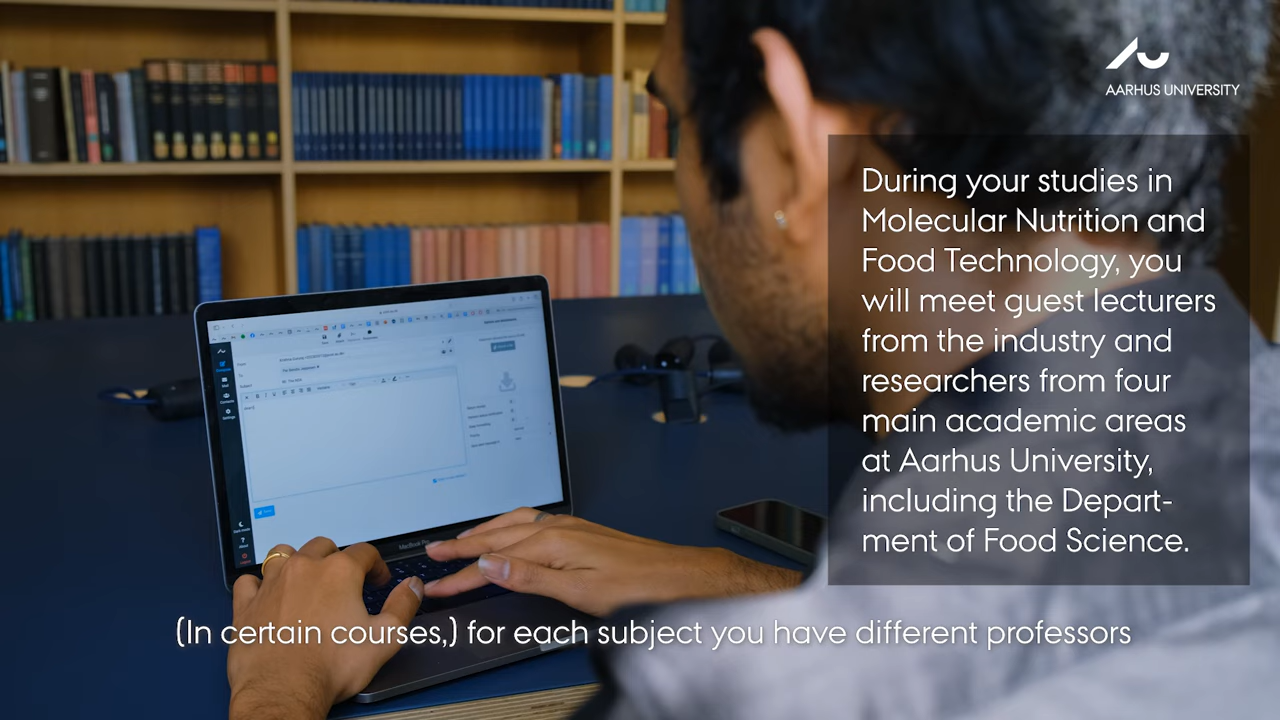 AARHUS UNIVERSITY
During your studies in
Molecular Nutrition and
Food Technology, you
will meet guest lecturers
from the industry and
researchers from four
main academic areas
at Aarhus University,
including the Depart-
ment of Food Science.
MacBook Pro
(In certain courses,) for each subject you have different professors